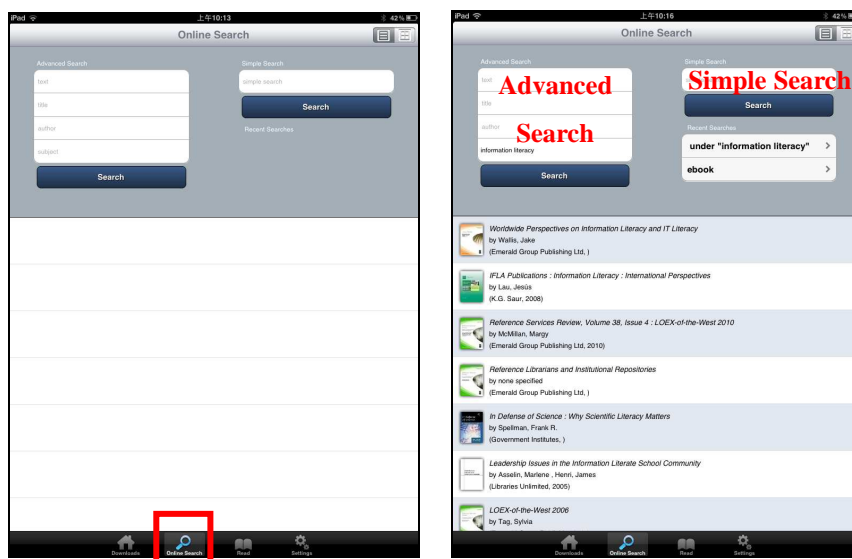 iPad 上午10:13 42%
Online Search
Advanced Search
text
title
author
subject
Search
Simple Search
simple search
Search
Recent Searches
Downloads Online Search Read Settings
iPad 上午10:16 42%
Online Search
Advanced Search
text
title
author
information literacy
Search
Advanced
Search
Simple Search
Simple Search
Search
Recent Searches
under "information literacy"
ebook
Worldwide Perspectives on Information Literacy and IT Literacy
by Wallis, Jake
(Emerald Group Publishing Ltd, )
IFLA Publications : Information Literacy : International Perspectives
by Lau, Jesús
(K.G. Saur, 2008)
Reference Services Review, Volume 38, Issue 4 : LOEX-of-the-West 2010
by McMillan, Margy
(Emerald Group Publishing Ltd, 2010)
Reference Librarians and Institutional Repositories
by none specified
(Emerald Group Publishing Ltd, )
In Defense of Science : Why Scientific Literacy Matters
by Spellman, Frank R.
(Government Institutes, )
Leadership Issues in the Information Literate School Community
by Asselin, Marlene , Henri, James
(Libraries Unlimited, 2005)
LOEX-of-the-West 2006
by Tag, Sylvia
Downloads Online Search Read Settings